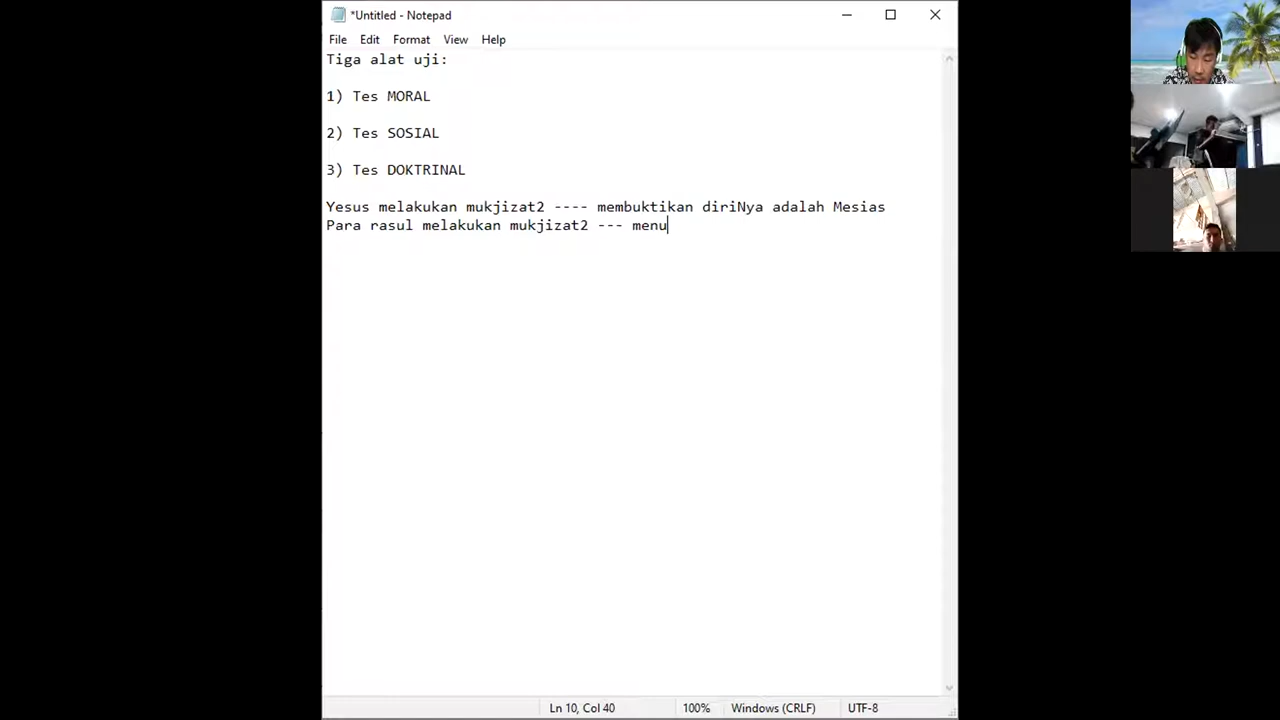 *Untitled - Notepad
File Edit Format View Help
Tiga alat uji:
1) Tes MORAL
2) Tes SOSIAL
3) Tes DOKTRINAL
Yesus melakukan mukjizat2 ---- membuktikan diriNya adalah Mesias
Para rasul melakukan mukjizat2 --- menu
Ln 10, Col 40 100% Windows (CRLF) UTF-8